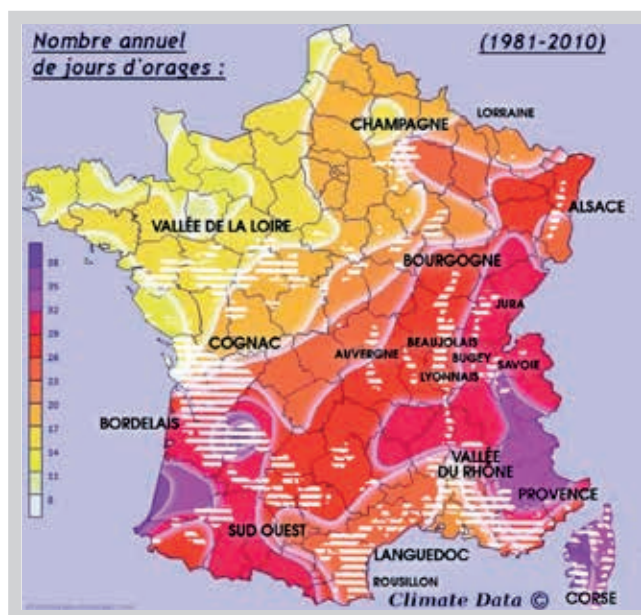 Nombre annuel
de jours d'orages :
(1981-2010)
LORRAINE
CHAMPAGNE
ALSACE
VALLÉE DE LA LOIRE
BOURGOGNE
JURA
COGNAC
AUVERGNE
BEAUJOLAIS
BUGEY
SAVOIE
LYONNAIS
BORDELAIS
VALLÉE
DU RHÔNE
PROVENCE
SUD OUEST
LANGUEDOC
ROUSILLON
CORSE
Climate Data ©
35
32
29
26
20
17
14
11
8